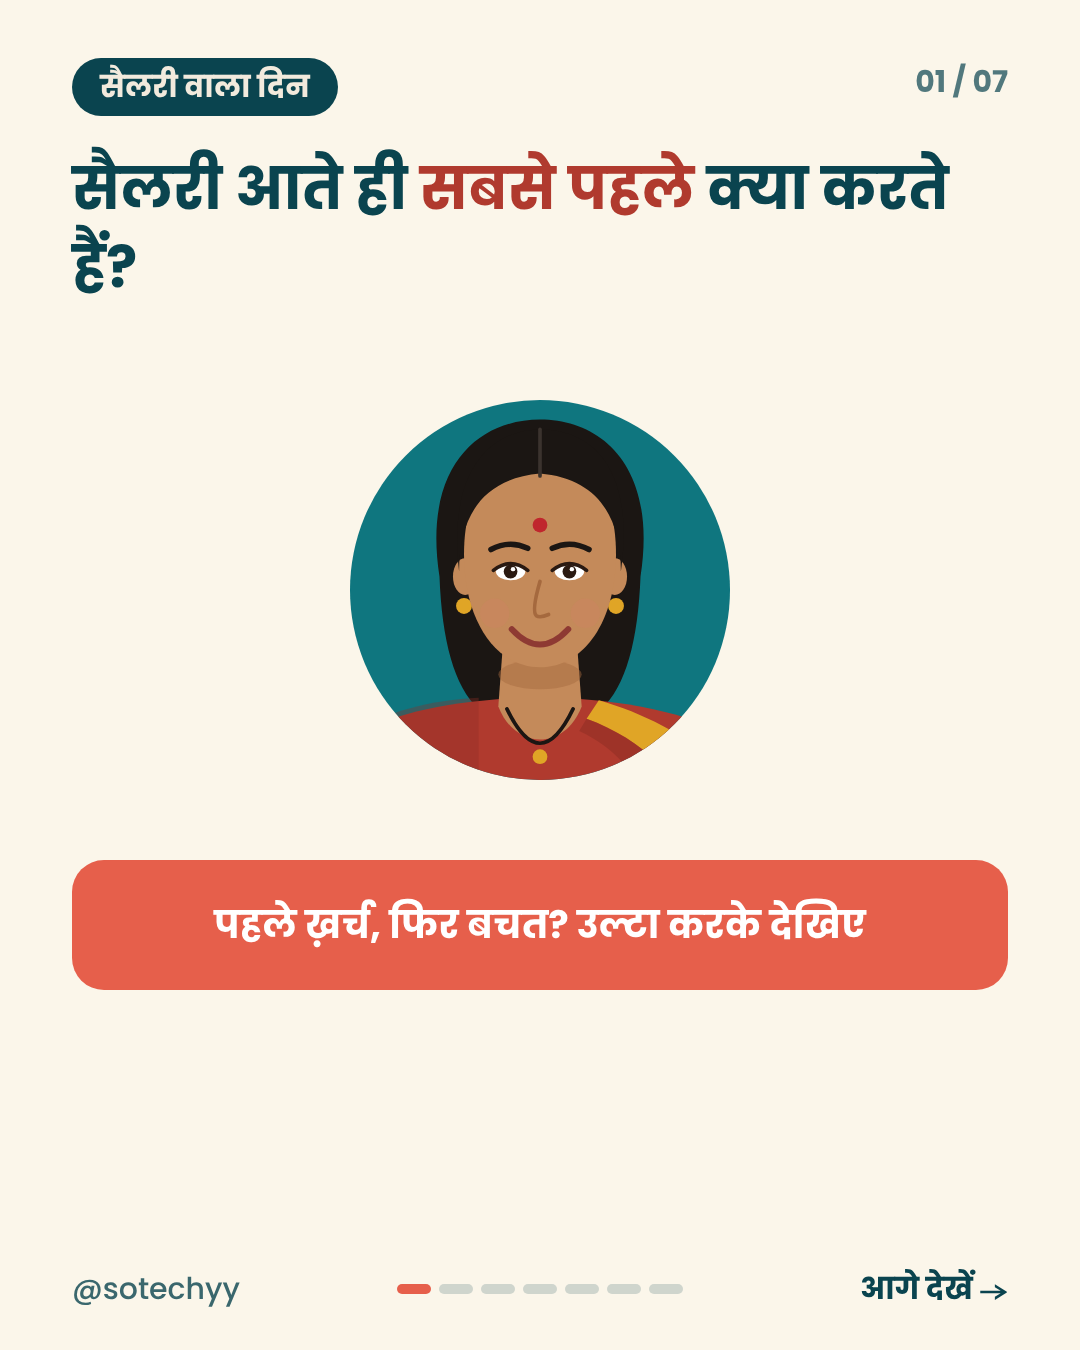 सैलरी वाला दिन
01 / 07
सैलरी आते ही सबसे पहले क्या करते
हैं?
पहले ख़र्च, फिर बचत? उल्टा करके देखिए
@sotechyy
आगे देखें →